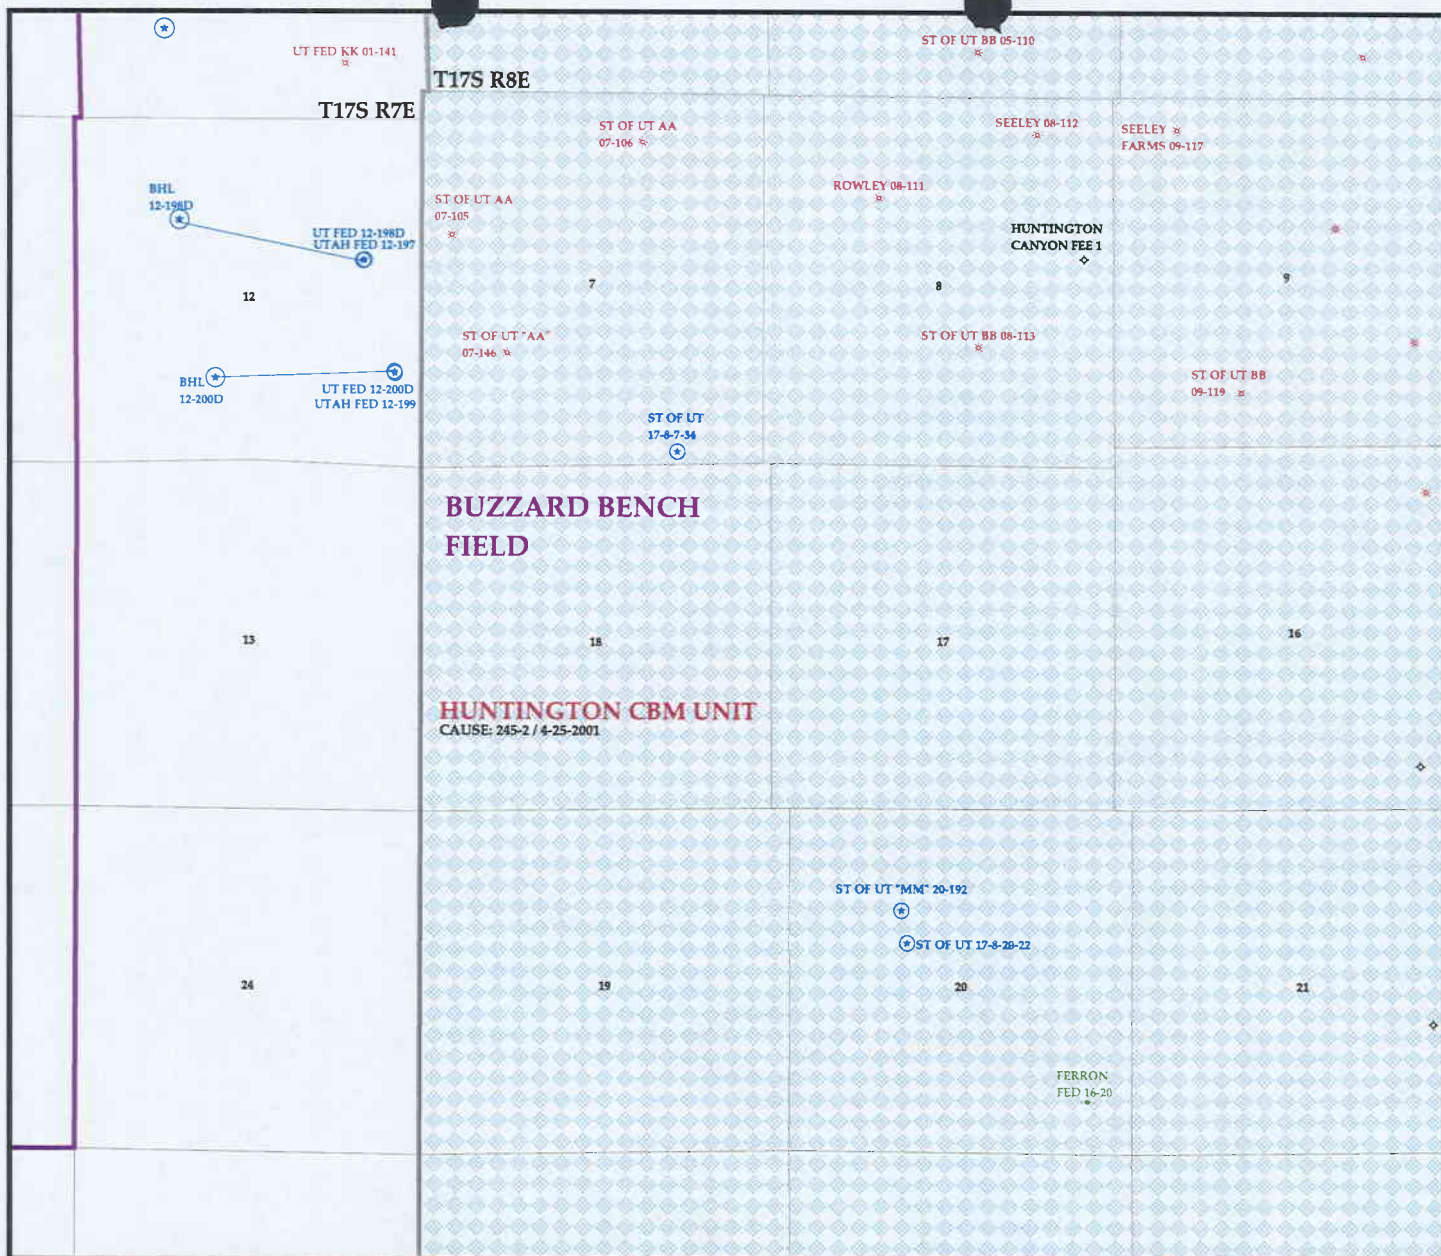 UT FED KK 01-141
ST OF UT BB 05-110
T17S R8E
T17S R7E
ST OF UT AA
07-106
SEELEY 08-112
SEELEY
FARMS 09-117
BHL
12-198D
ST OF UT AA
07-105
ROWLEY 08-111
UT FED 12-198D
UTAH FED 12-197
HUNTINGTON
CANYON FEE 1
12
7
8
9
ST OF UT "AA"
07-146
ST OF UT BB 08-113
BHL
12-200D
UT FED 12-200D
UTAH FED 12-199
ST OF UT BB
09-119
ST OF UT
17-8-7-34
BUZZARD BENCH
FIELD
13
18
17
16
HUNTINGTON CBM UNIT
CAUSE: 245-2 / 4-25-2001
ST OF UT "MM" 20-192
ST OF UT 17-8-20-22
24
19
20
21
FERRON
FED 16-20